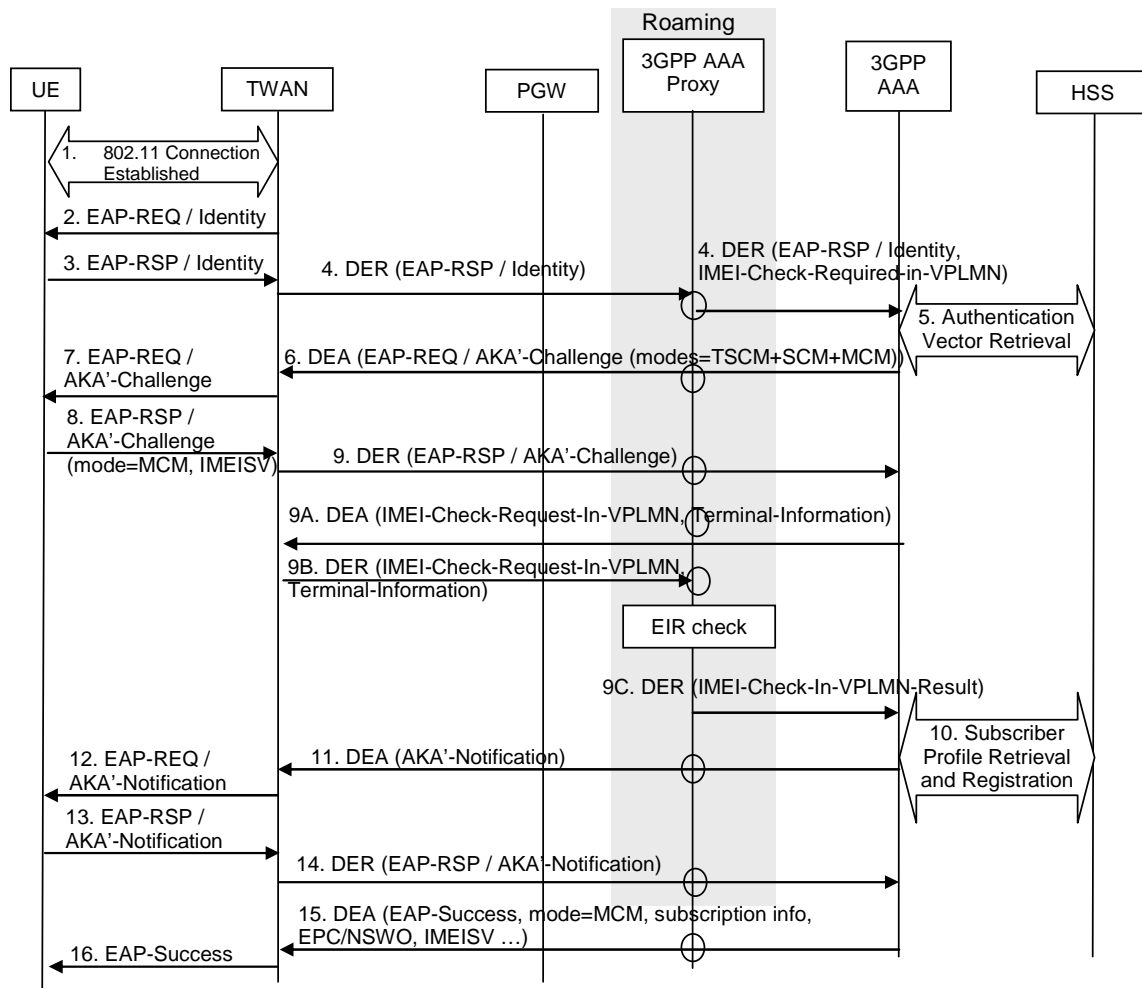 Roaming
UE
TWAN
PGW
3GPP AAA
Proxy
3GPP
AAA
HSS
1. 802.11 Connection
Established
2. EAP-REQ / Identity
3. EAP-RSP / Identity
4. DER (EAP-RSP / Identity)
4. DER (EAP-RSP / Identity,
IMEI-Check-Required-in-VPLMN)
5. Authentication
Vector Retrieval
6. DEA (EAP-REQ / AKA'-Challenge (modes=TSCM+SCM+MCM))
7. EAP-REQ /
AKA'-Challenge
8. EAP-RSP /
AKA'-Challenge
(mode=MCM, IMEISV)
9. DER (EAP-RSP / AKA'-Challenge)
9A. DEA (IMEI-Check-Request-In-VPLMN, Terminal-Information)
9B. DER (IMEI-Check-Request-In-VPLMN,
Terminal-Information)
EIR check
9C. DER (IMEI-Check-In-VPLMN-Result)
10. Subscriber
Profile Retrieval
and Registration
11. DEA (AKA'-Notification)
12. EAP-REQ /
AKA'-Notification
13. EAP-RSP /
AKA'-Notification
14. DER (EAP-RSP / AKA'-Notification)
15. DEA (EAP-Success, mode=MCM, subscription info,
EPC/NSWO, IMEISV ...)
16. EAP-Success